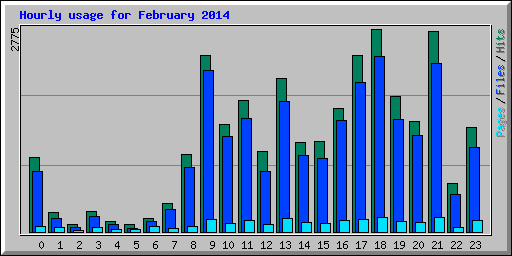 Hourly usage for February 2014
2775
Pages / Files / Hits
0 1 2 3 4 5 6 7 8 9 10 11 12 13 14 15 16 17 18 19 20 21 22 23